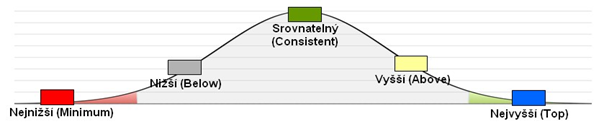 Srovnatelný
(Consistent)
Nižší (Below)
Vyšší (Above)
Nejnižší (Minimum)
Nejvyšší (Top)